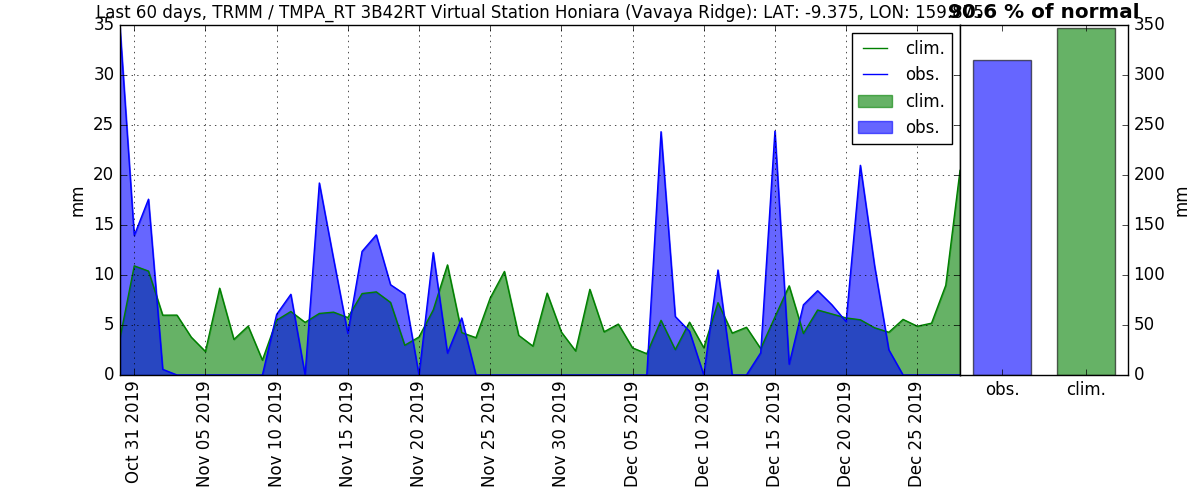 Last 60 days, TRMM / TMPA_RT 3B42RT Virtual Station Honiara (Vavaya Ridge): LAT: -9.375, LON:
90.6 % of normal
35
30
25
20
15
10
5
0
mm
clim.
obs.
clim.
obs.
350
300
250
200
150
100
50
0
mm
Oct 31 2019
Nov 05 2019
Nov 10 2019
Nov 15 2019
Nov 20 2019
Nov 25 2019
Nov 30 2019
Dec 05 2019
Dec 10 2019
Dec 15 2019
Dec 20 2019
Dec 25 2019
obs.
clim.